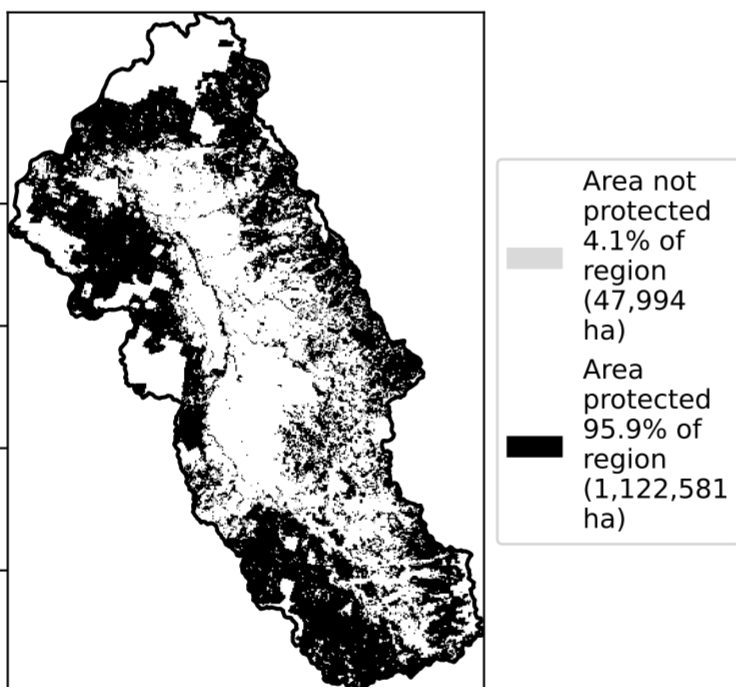 Area not
protected
4.1% of
region
(47,994
ha)
Area
protected
95.9% of
region
(1,122,581
ha)